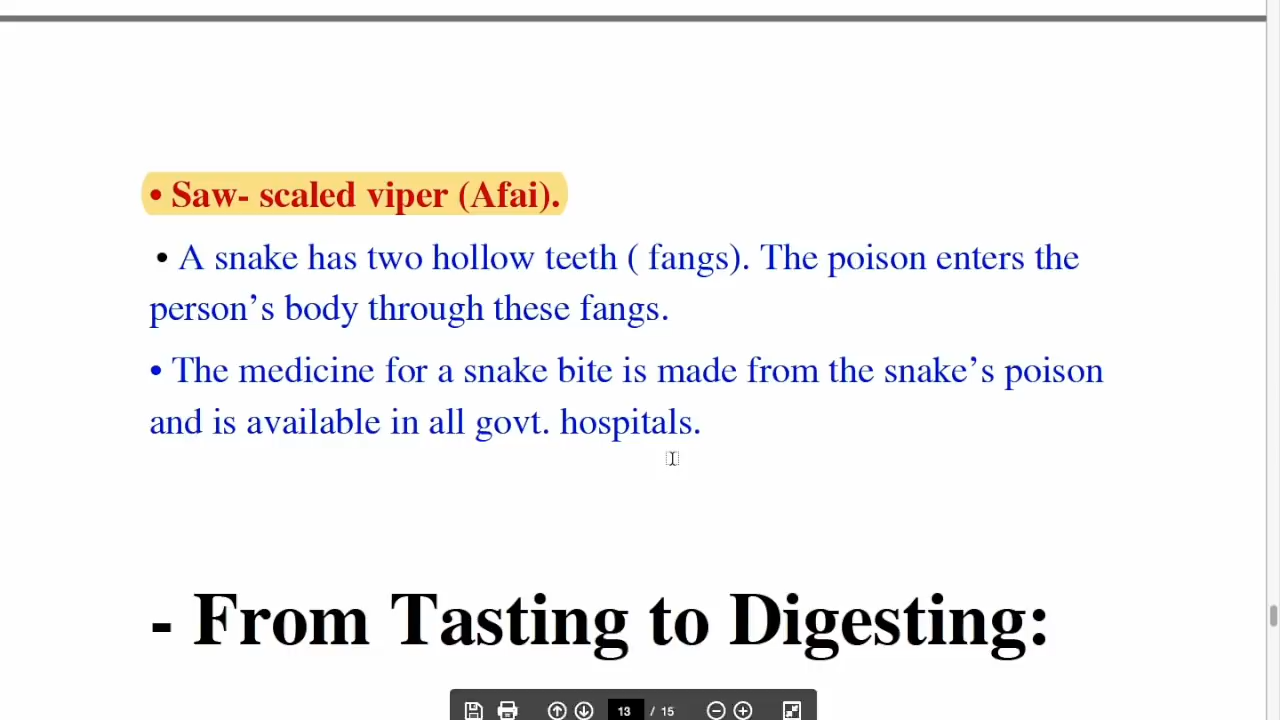 • Saw- scaled viper (Afai).
• A snake has two hollow teeth ( fangs). The poison enters the
person’s body through these fangs.
• The medicine for a snake bite is made from the snake’s poison
and is available in all govt. hospitals.
- From Tasting to Digesting:
13 / 15